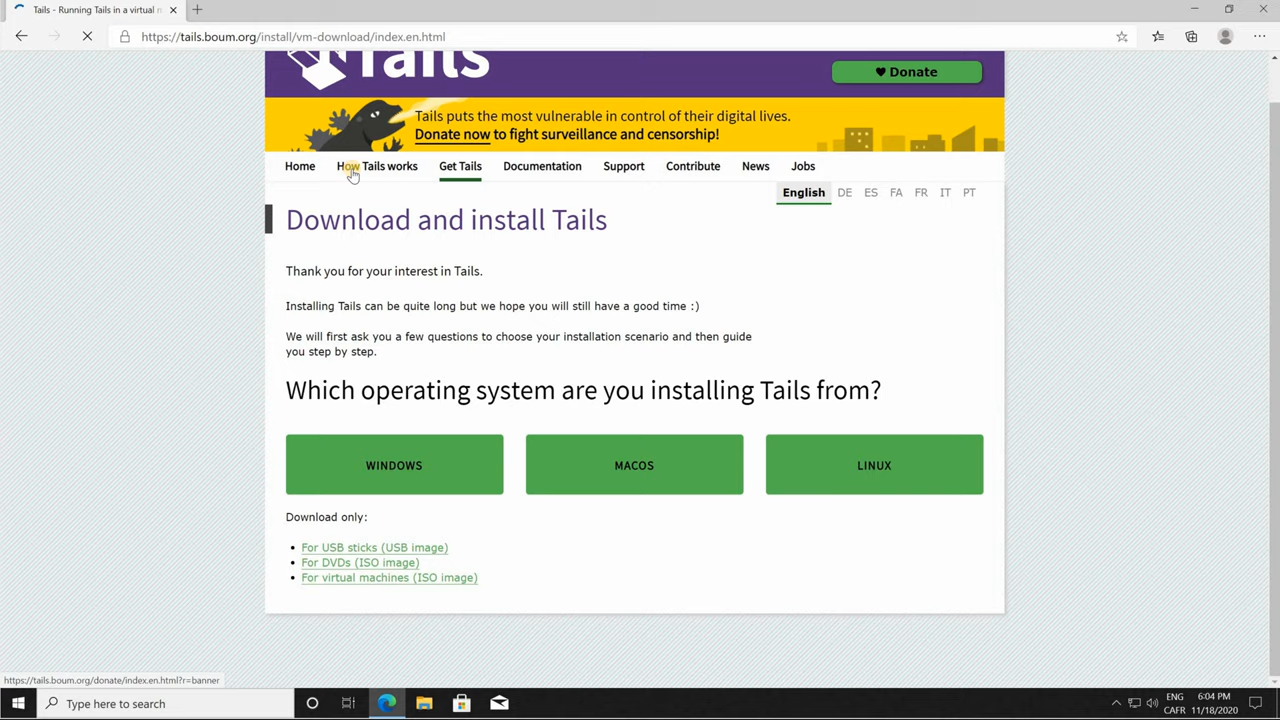 Tails - Running Tails in a virtual m
https://tails.boum.org/install/vm-download/index.en.html
Tails
Donate
Tails puts the most vulnerable in control of their digital lives.
Donate now to fight surveillance and censorship!
Home How Tails works Get Tails Documentation Support Contribute News Jobs
English DE ES FA FR IT PT
Download and install Tails
Thank you for your interest in Tails.
Installing Tails can be quite long but we hope you will still have a good time :)
We will first ask you a few questions to choose your installation scenario and then guide
you step by step.
Which operating system are you installing Tails from?
WINDOWS MACOS LINUX
Download only:
For USB sticks (USB image)
For DVDs (ISO image)
For virtual machines (ISO image)
https://tails.boum.org/donate/index.en.html?r=banner
Type here to search
ENG 6:04 PM
CAFR 11/18/2020